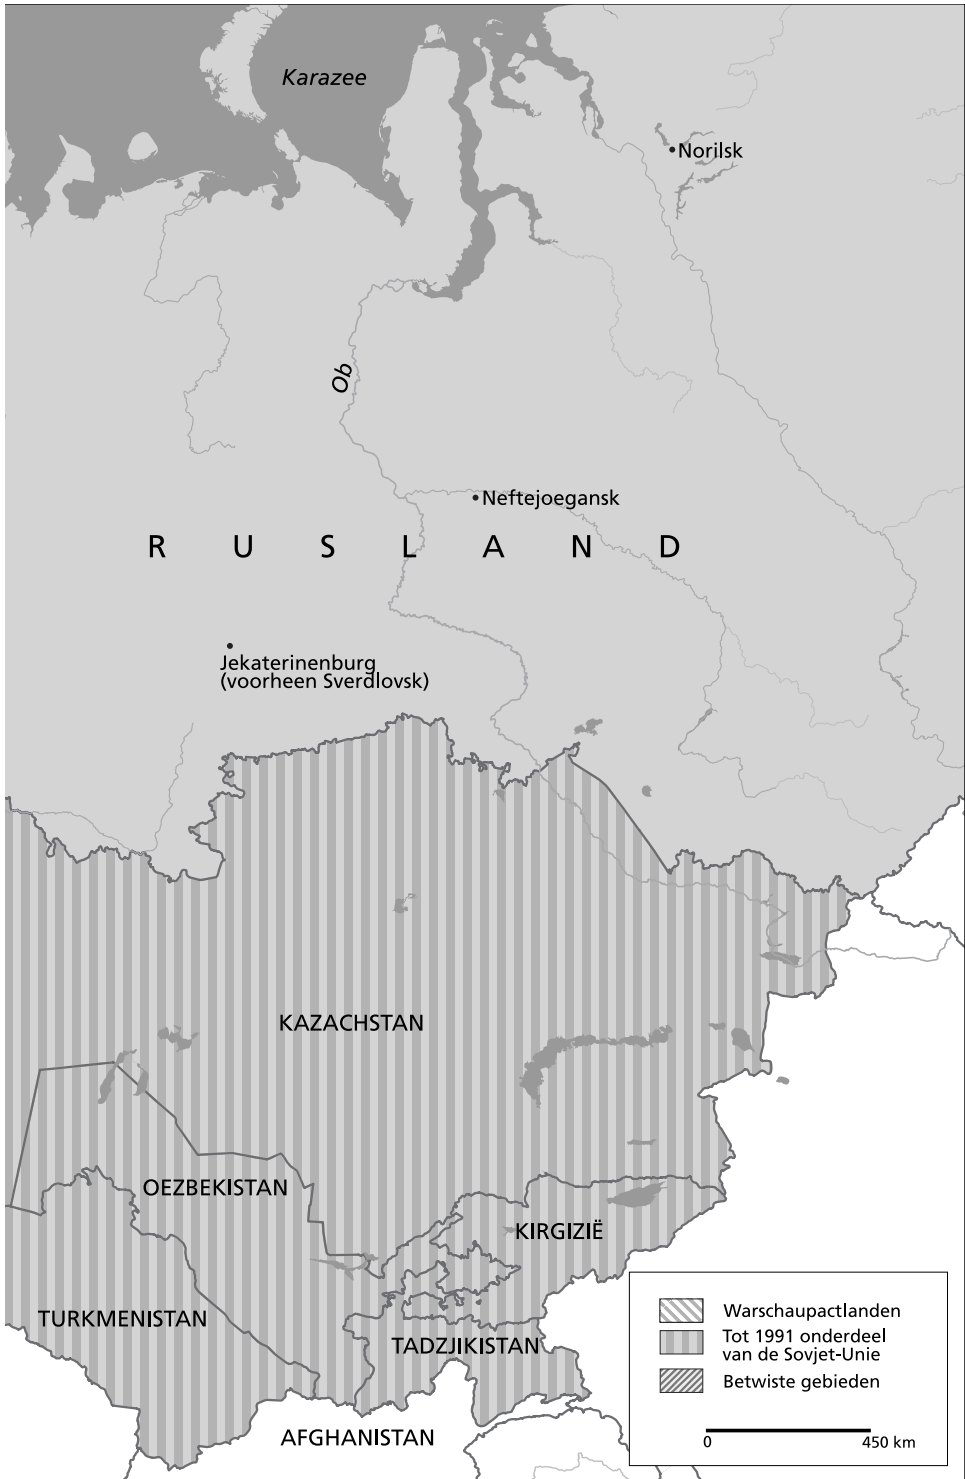 Karazee
Norilsk
Ob
Neftejoegansk
RUSLAND
Jekaterinenburg
(voorheen Sverdlovsk)
KAZACHSTAN
OEZBEKISTAN
KIRGIZIË
TURKMENISTAN
TADZJIKISTAN
AFGHANISTAN
Warschaupactlanden
Tot 1991 onderdeel
van de Sovjet-Unie
Betwiste gebieden
0 450 km